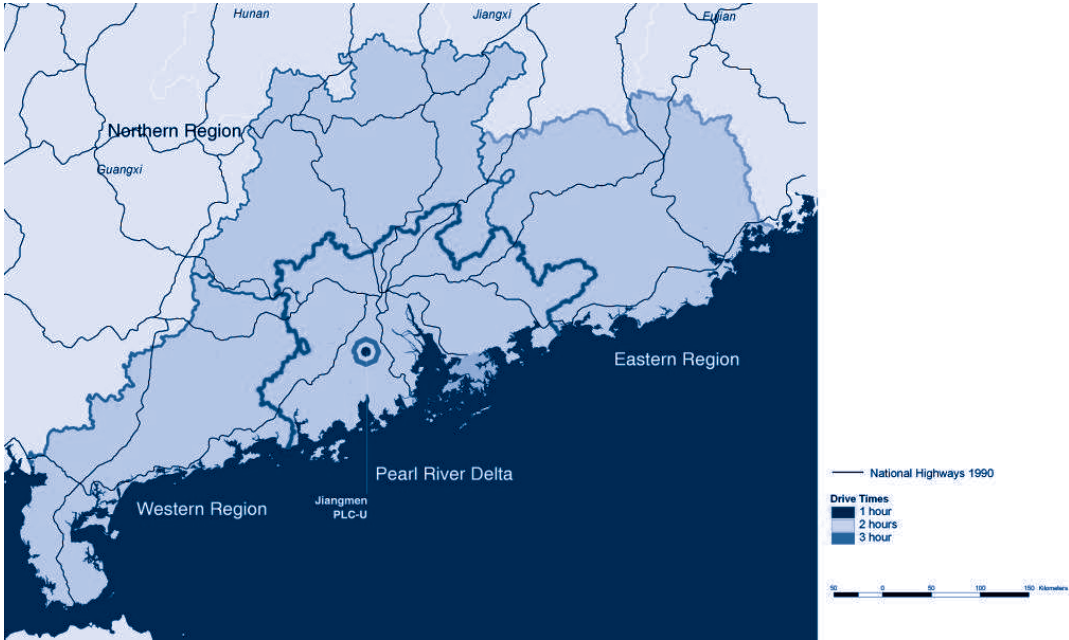 Hunan
Jiangxi
Fujian
Northern Region
Guangxi
Eastern Region
Pearl River Delta
Western Region
Jiangmen
PLC-U
National Highways 1990
Drive Times
1 hour
2 hours
3 hour
50 0 50 100 150 Kilometers